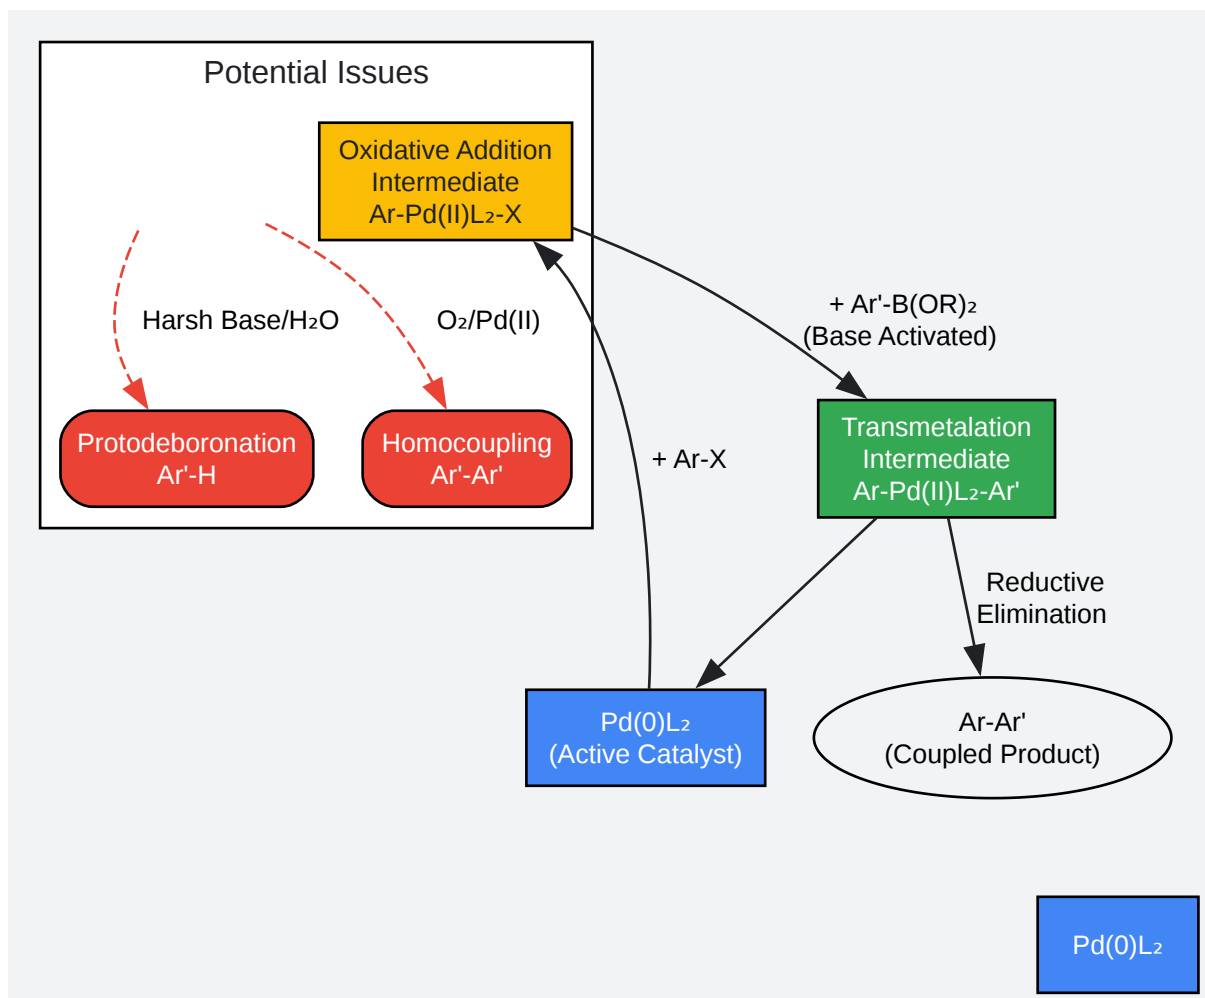 Potential Issues
Oxidative Addition
Intermediate
Ar-Pd(II)L₂-X
Harsh Base/H₂O
O₂/Pd(II)
+ Ar'-B(OR)₂
(Base Activated)
Protodeboronation
Ar'-H
Homocoupling
Ar'-Ar'
+ Ar-X
Transmetalation
Intermediate
Ar-Pd(II)L₂-Ar'
Reductive
Elimination
Pd(0)L₂
(Active Catalyst)
Ar-Ar'
(Coupled Product)
Pd(0)L₂